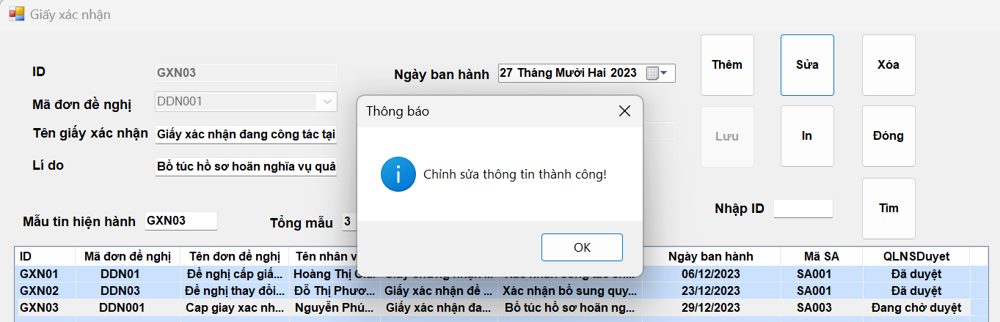 Giấy xác nhận
ID GXN03 Ngày ban hành 27 Tháng Mười Hai 2023 Thêm Sửa Xóa
Mã đơn đề nghị DDN001
Tên giấy xác nhận Giấy xác nhận đang công tác tại Lưu In Đóng
Lí do Bổ túc hồ sơ hoãn nghĩa vụ quâ
Thông báo
Chỉnh sửa thông tin thành công!
OK
Nhập ID Tìm
Mẫu tin hiện hành GXN03 Tổng mẫu 3
ID Mã đơn đề nghị Tên đơn đề nghị Tên nhân v Ngày ban hành Mã SA QLNSDuyet
GXN01 DDN01 Đề nghị cấp giấ... Hoàng Thị 06/12/2023 SA001 Đã duyệt
GXN02 DDN03 Đề nghị thay đổi... Đỗ Thị Phươ... Giấy xác nhận đề ... Xác nhận bổ sung quy... 23/12/2023 SA001 Đã duyệt
GXN03 DDN001 Cap giay xac nh... Nguyễn Phú... Giấy xác nhận đa... Bổ túc hồ sơ hoãn ng... 29/12/2023 SA003 Đang chờ duyệt